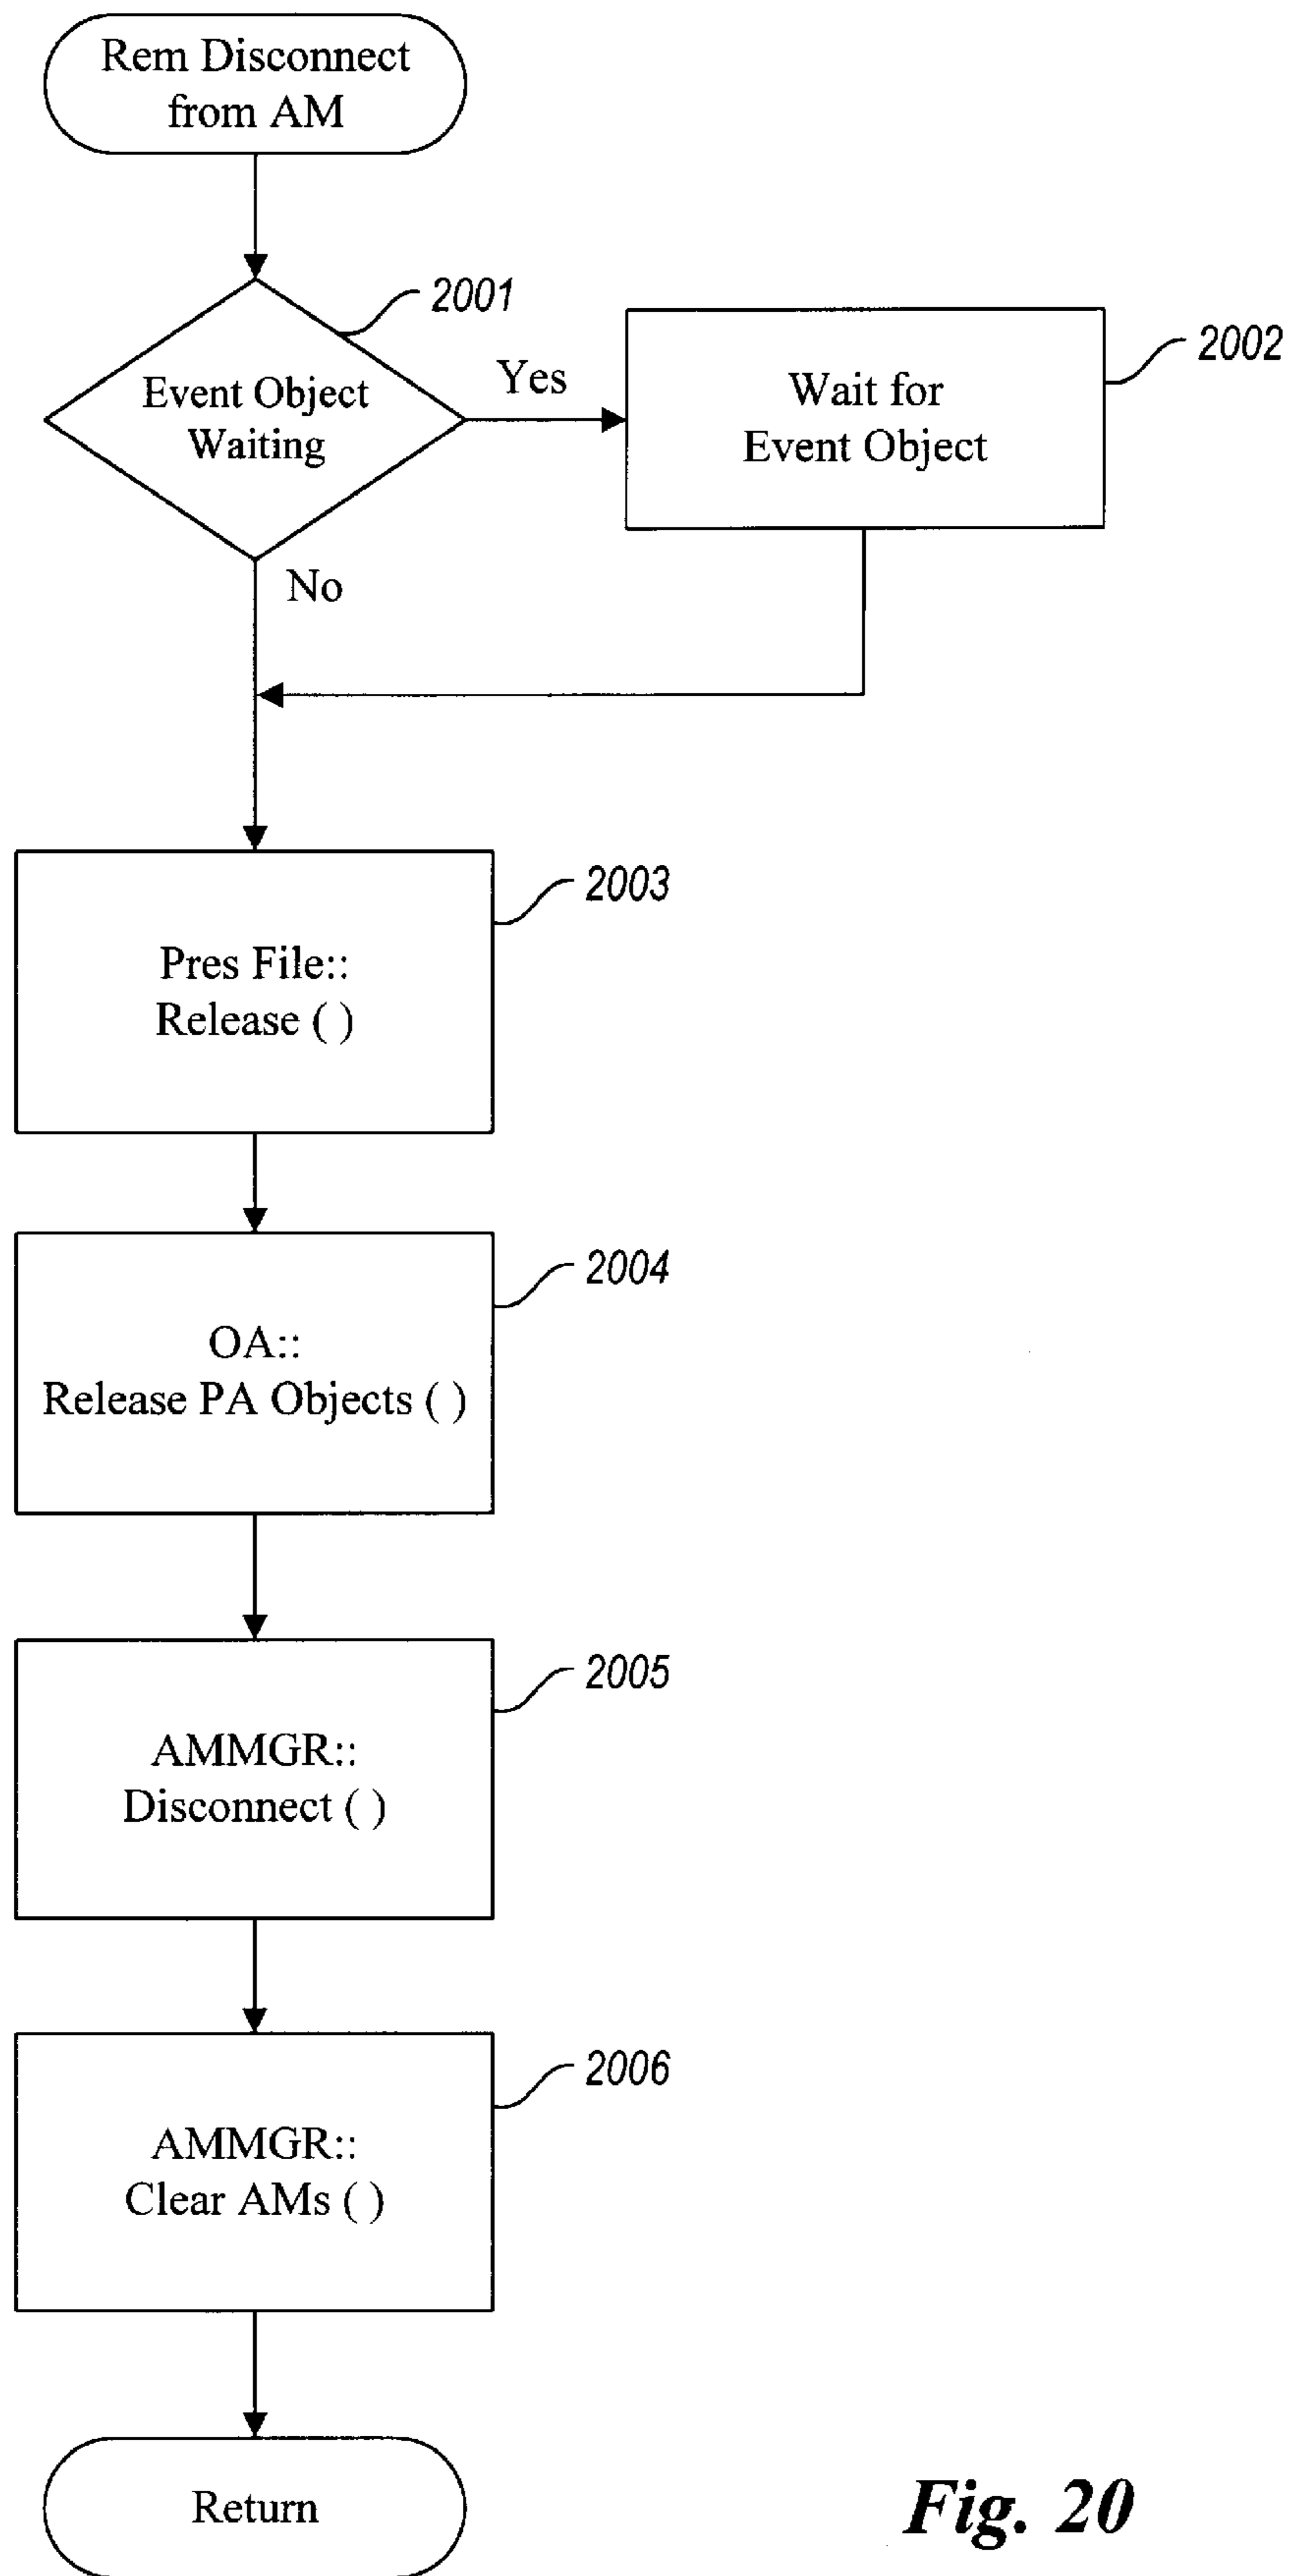 Rem Disconnect
from AM
2001
Event Object
Waiting
Yes
2002
Wait for
Event Object
No
2003
Pres File::
Release ( )
2004
OA::
Release PA Objects ( )
2005
AMMGR::
Disconnect ( )
2006
AMMGR::
Clear AMs ( )
Return
Fig. 20